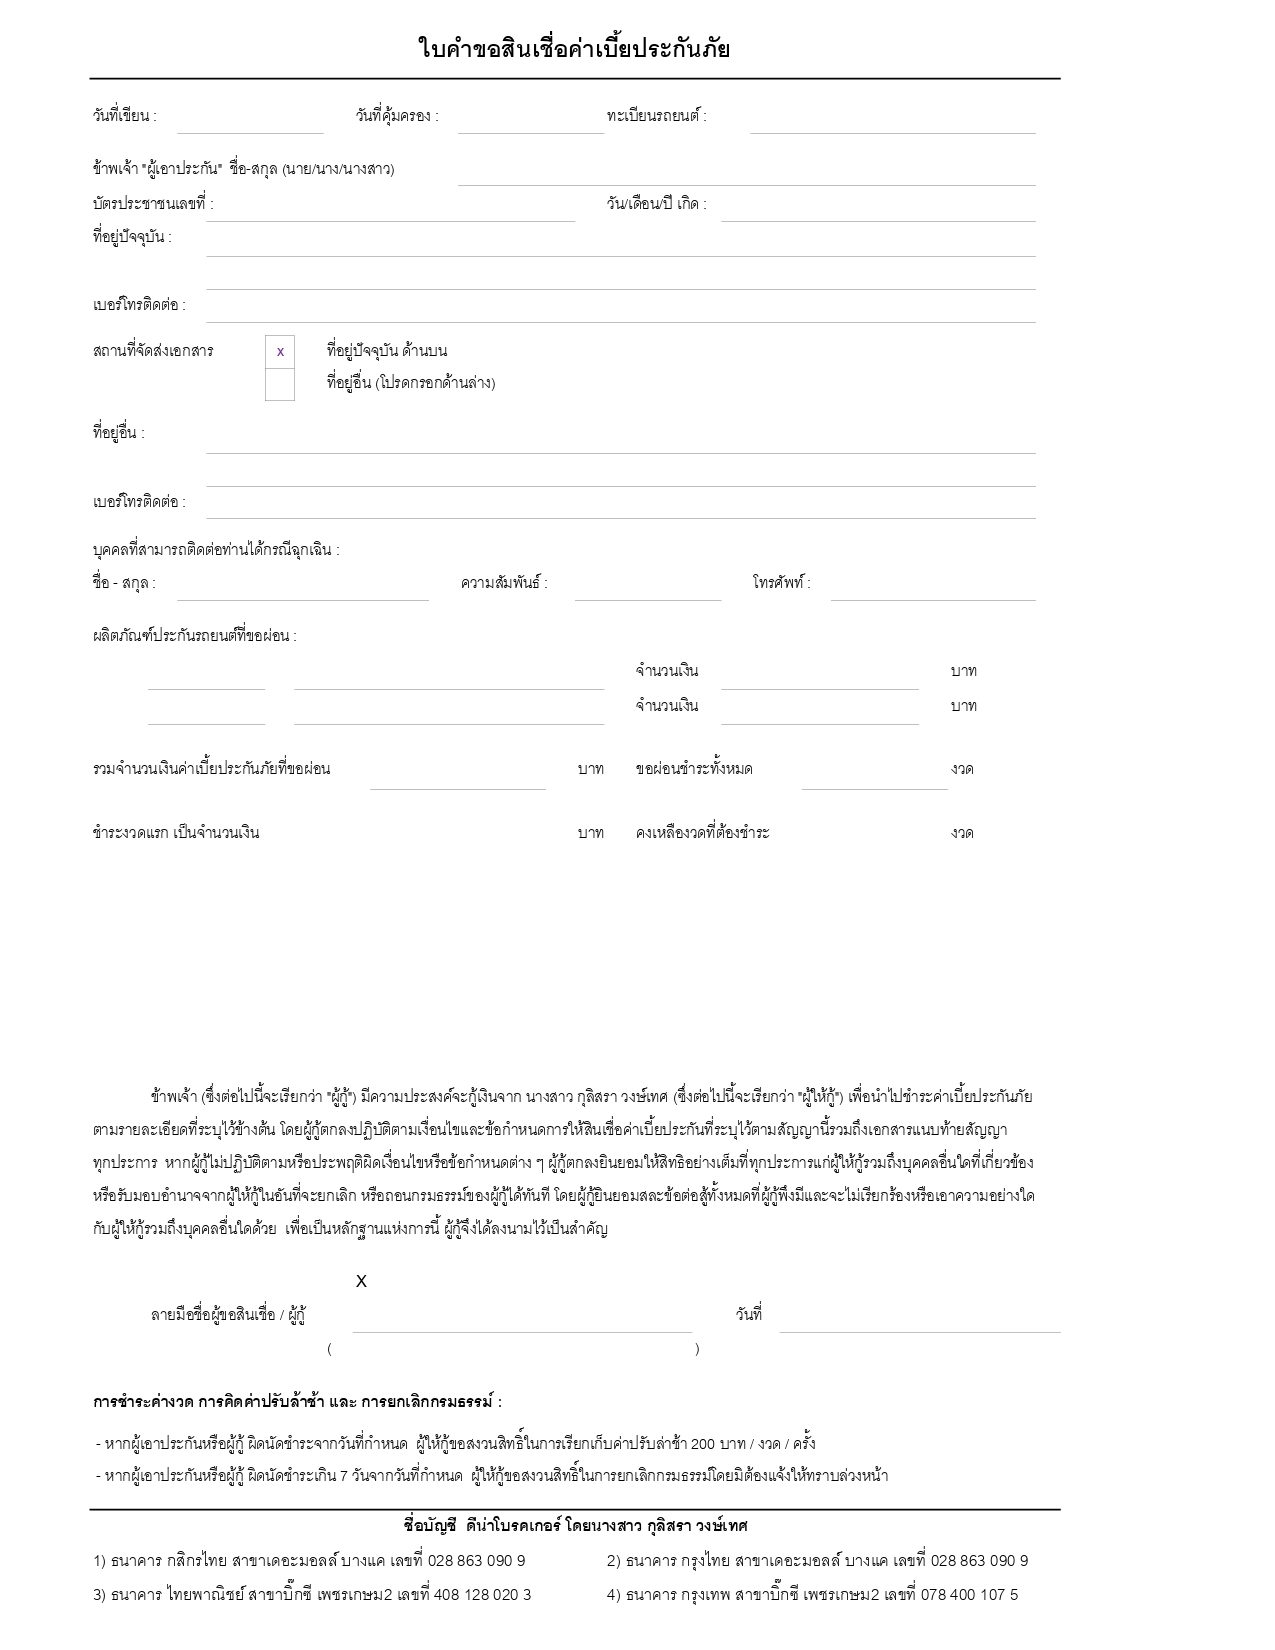 ใบคำขอสินเชื่อค่าเบี้ยประกันภัย
วันที่เขียน : วันที่คุ้มครอง : ทะเบียนรถยนต์ :
ข้าพเจ้า "ผู้เอาประกัน" ชื่อ-สกุล (นาย/นาง/นางสาว)
บัตรประชาชนเลขที่ : วัน/เดือน/ปี เกิด :
ที่อยู่ปัจจุบัน :
เบอร์โทรติดต่อ :
สถานที่จัดส่งเอกสาร x ที่อยู่ปัจจุบัน ด้านบน
ที่อยู่อื่น (โปรดกรอกด้านล่าง)
ที่อยู่อื่น :
เบอร์โทรติดต่อ :
บุคคลที่สามารถติดต่อท่านได้กรณีฉุกเฉิน :
ชื่อ - สกุล : ความสัมพันธ์ : โทรศัพท์ :
ผลิตภัณฑ์ประกันรถยนต์ที่ขอผ่อน :
จำนวนเงิน บาท
จำนวนเงิน บาท
รวมจำนวนเงินค่าเบี้ยประกันภัยที่ขอผ่อน บาท ขอผ่อนชำระทั้งหมด งวด
ชำระงวดแรก เป็นจำนวนเงิน บาท คงเหลืองวดที่ต้องชำระ งวด
ข้าพเจ้า (ซึ่งต่อไปนี้จะเรียกว่า "ผู้กู้") มีความประสงค์จะกู้เงินจาก นางสาว กุลิสรา วงษ์เทศ (ซึ่งต่อไปนี้จะเรียกว่า "ผู้ให้กู้") เพื่อนำไปชำระค่าเบี้ยประกันภัย
ตามรายละเอียดที่ระบุไว้ข้างต้น โดยผู้กู้ตกลงปฏิบัติตามเงื่อนไขและข้อกำหนดการให้สินเชื่อค่าเบี้ยประกันที่ระบุไว้ตามสัญญานี้รวมถึงเอกสารแนบท้ายสัญญา
ทุกประการ หากผู้กู้ไม่ปฏิบัติตามหรือประพฤติผิดเงื่อนไขหรือข้อกำหนดต่าง ๆ ผู้กู้ตกลงยินยอมให้สิทธิอย่างเต็มที่ทุกประการแก่ผู้ให้กู้รวมถึงบุคคลอื่นใดที่เกี่ยวข้อง
หรือรับมอบอำนาจจากผู้ให้กู้ในอันที่จะยกเลิก หรือถอนกรมธรรม์ของผู้กู้ได้ทันที โดยผู้กู้ยินยอมสละข้อต่อสู้ทั้งหมดที่ผู้กู้พึงมีและจะไม่เรียกร้องหรือเอาความอย่างใด
กับผู้ให้กู้รวมถึงบุคคลอื่นใดด้วย เพื่อเป็นหลักฐานแห่งการนี้ ผู้กู้จึงได้ลงนามไว้เป็นสำคัญ
X
ลายมือชื่อผู้ขอสินเชื่อ / ผู้กู้ วันที่
( )
การชำระค่างวด การคิดค่าปรับล้าช้า และ การยกเลิกกรมธรรม์ :
- หากผู้เอาประกันหรือผู้กู้ ผิดนัดชำระจากวันที่กำหนด ผู้ให้กู้ขอสงวนสิทธิ์ในการเรียกเก็บค่าปรับล่าช้า 200 บาท / งวด / ครั้ง
- หากผู้เอาประกันหรือผู้กู้ ผิดนัดชำระเกิน 7 วันจากวันที่กำหนด ผู้ให้กู้ขอสงวนสิทธิ์ในการยกเลิกกรมธรรม์โดยมิต้องแจ้งให้ทราบล่วงหน้า
ชื่อบัญชี ดีน่าโบรคเกอร์ โดยนางสาว กุลิสรา วงษ์เทศ
1) ธนาคาร กสิกรไทย สาขาเดอะมอลล์ บางแค เลขที่ 028 863 090 9 2) ธนาคาร กรุงไทย สาขาเดอะมอลล์ บางแค เลขที่ 028 863 090 9
3) ธนาคาร ไทยพาณิชย์ สาขาบิ๊กซี เพชรเกษม2 เลขที่ 408 128 020 3 4) ธนาคาร กรุงเทพ สาขาบิ๊กซี เพชรเกษม2 เลขที่ 078 400 107 5